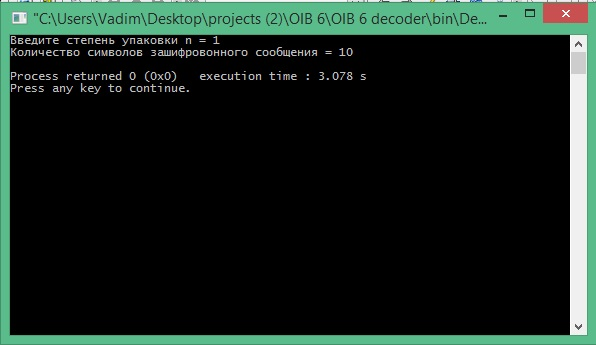 "C:\Users\Vadim\Desktop\projects (2)\OIB 6\OIB 6 decoder\bin\De...
Введите степень упаковки n = 1
Количество символов зашифровонного сообщения = 10
Process returned 0 (0x0)   execution time : 3.078 s
Press any key to continue.